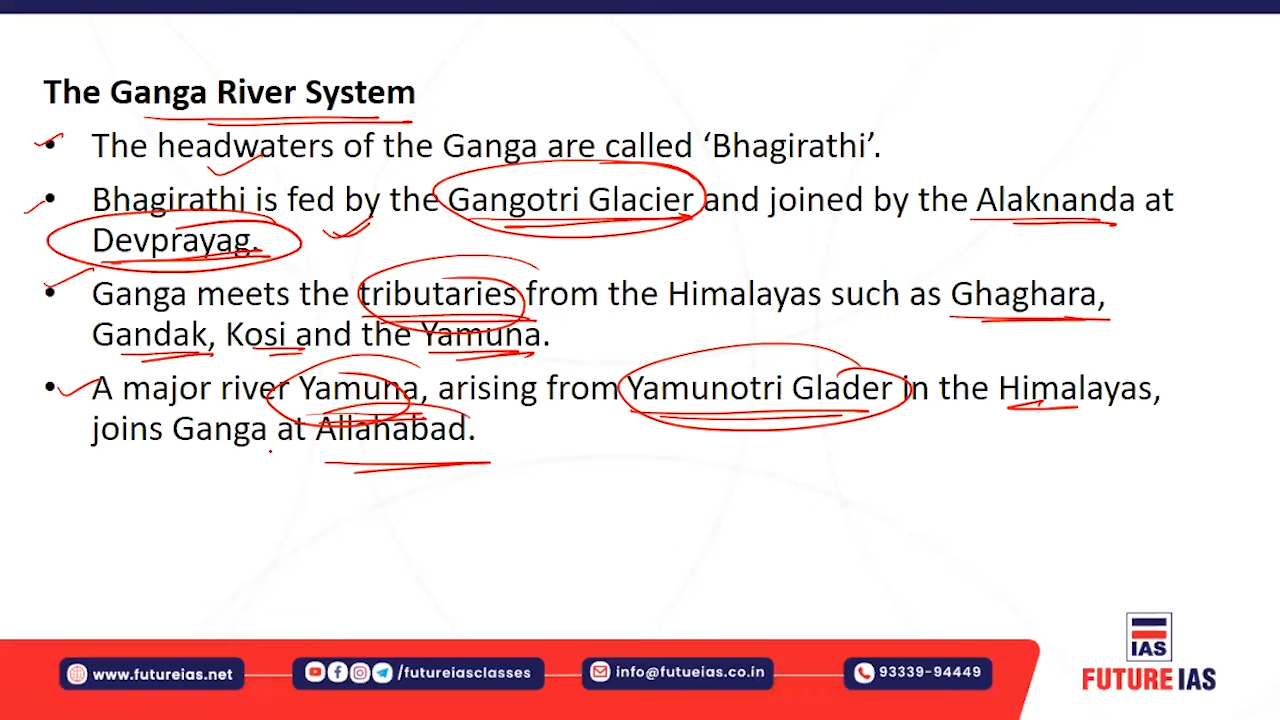 The Ganga River System
• The headwaters of the Ganga are called ‘Bhagirathi’.
• Bhagirathi is fed by the Gangotri Glacier and joined by the Alaknanda at
Devprayag.
• Ganga meets the tributaries from the Himalayas such as Ghaghara,
Gandak, Kosi and the Yamuna.
• A major river Yamuna, arising from Yamunotri Glader in the Himalayas,
joins Ganga at Allahabad.
IAS
FUTURE IAS
www.futureias.net
/futureiasclasses
info@futueias.co.in
93339-94449